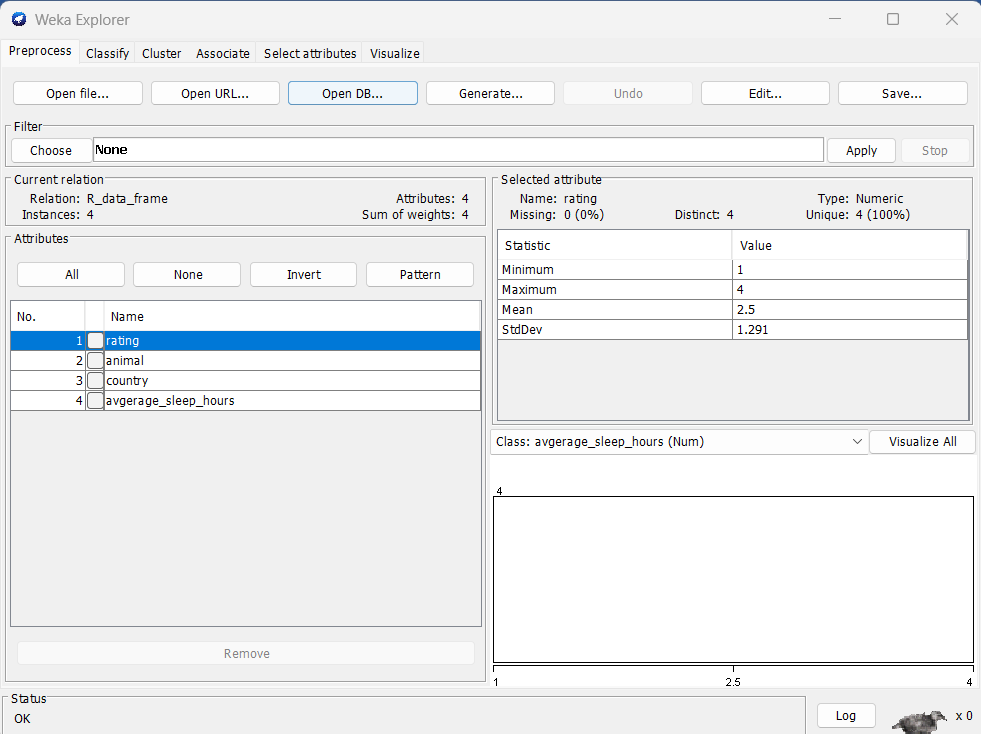 Weka Explorer
Preprocess Classify Cluster Associate Select attributes Visualize
Open file... Open URL... Open DB... Generate... Undo Edit... Save...
Filter
Choose None Apply Stop
Current relation
Relation: R_data_frame Attributes: 4
Instances: 4 Sum of weights: 4
Attributes
All None Invert Pattern
No. Name
1 rating
2 animal
3 country
4 avgerage_sleep_hours
Remove
Selected attribute
Name: rating Type: Numeric
Missing: 0 (0%) Distinct: 4 Unique: 4 (100%)
Statistic Value
Minimum 1
Maximum 4
Mean 2.5
StdDev 1.291
Class: avgerage_sleep_hours (Num) Visualize All
4
1 2.5 4
Status
OK
Log x 0